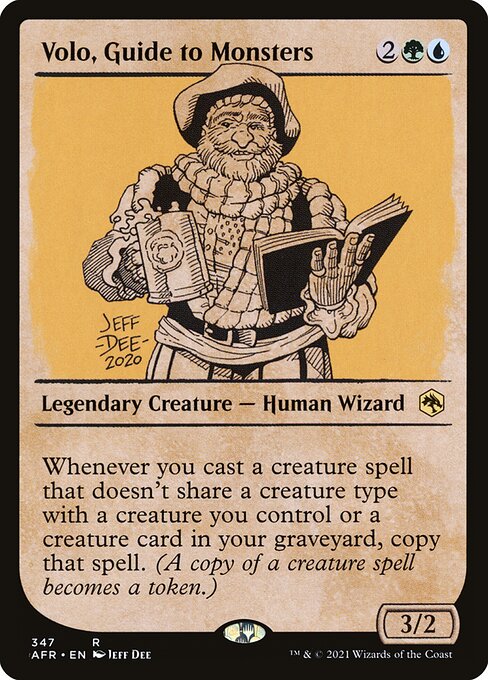 Volo, Guide to Monsters 2
JEFF
-DEE-
2020
Legendary Creature — Human Wizard
Whenever you cast a creature spell
that doesn't share a creature type
with a creature you control or a
creature card in your graveyard, copy
that spell. (A copy of a creature spell
becomes a token.)
3/2
347 R
AFR • EN Jeff Dee
™ & © 2021 Wizards of the Coast